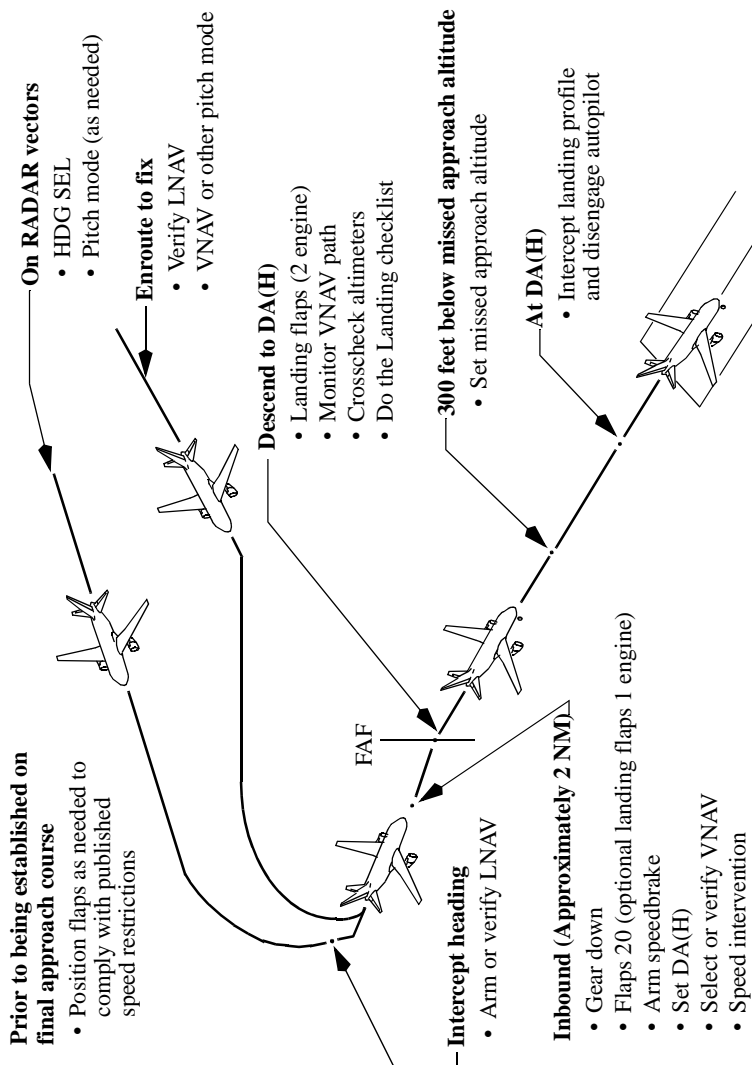 On RADAR vectors
• HDG SEL
• Pitch mode (as needed)
Enroute to fix
• Verify LNAV
• VNAV or other pitch mode
Prior to being established on
final approach course
• Position flaps as needed to
comply with published
speed restrictions
Descend to DA(H)
• Landing flaps (2 engine)
• Monitor VNAV path
• Crosscheck altimeters
• Do the Landing checklist
FAF
300 feet below missed approach altitude
• Set missed approach altitude
At DA(H)
• Intercept landing profile
and disengage autopilot
Intercept heading
• Arm or verify LNAV
Inbound (Approximately 2 NM)
• Gear down
• Flaps 20 (optional landing flaps 1 engine)
• Arm speedbrake
• Set DA(H)
• Select or verify VNAV
• Speed intervention